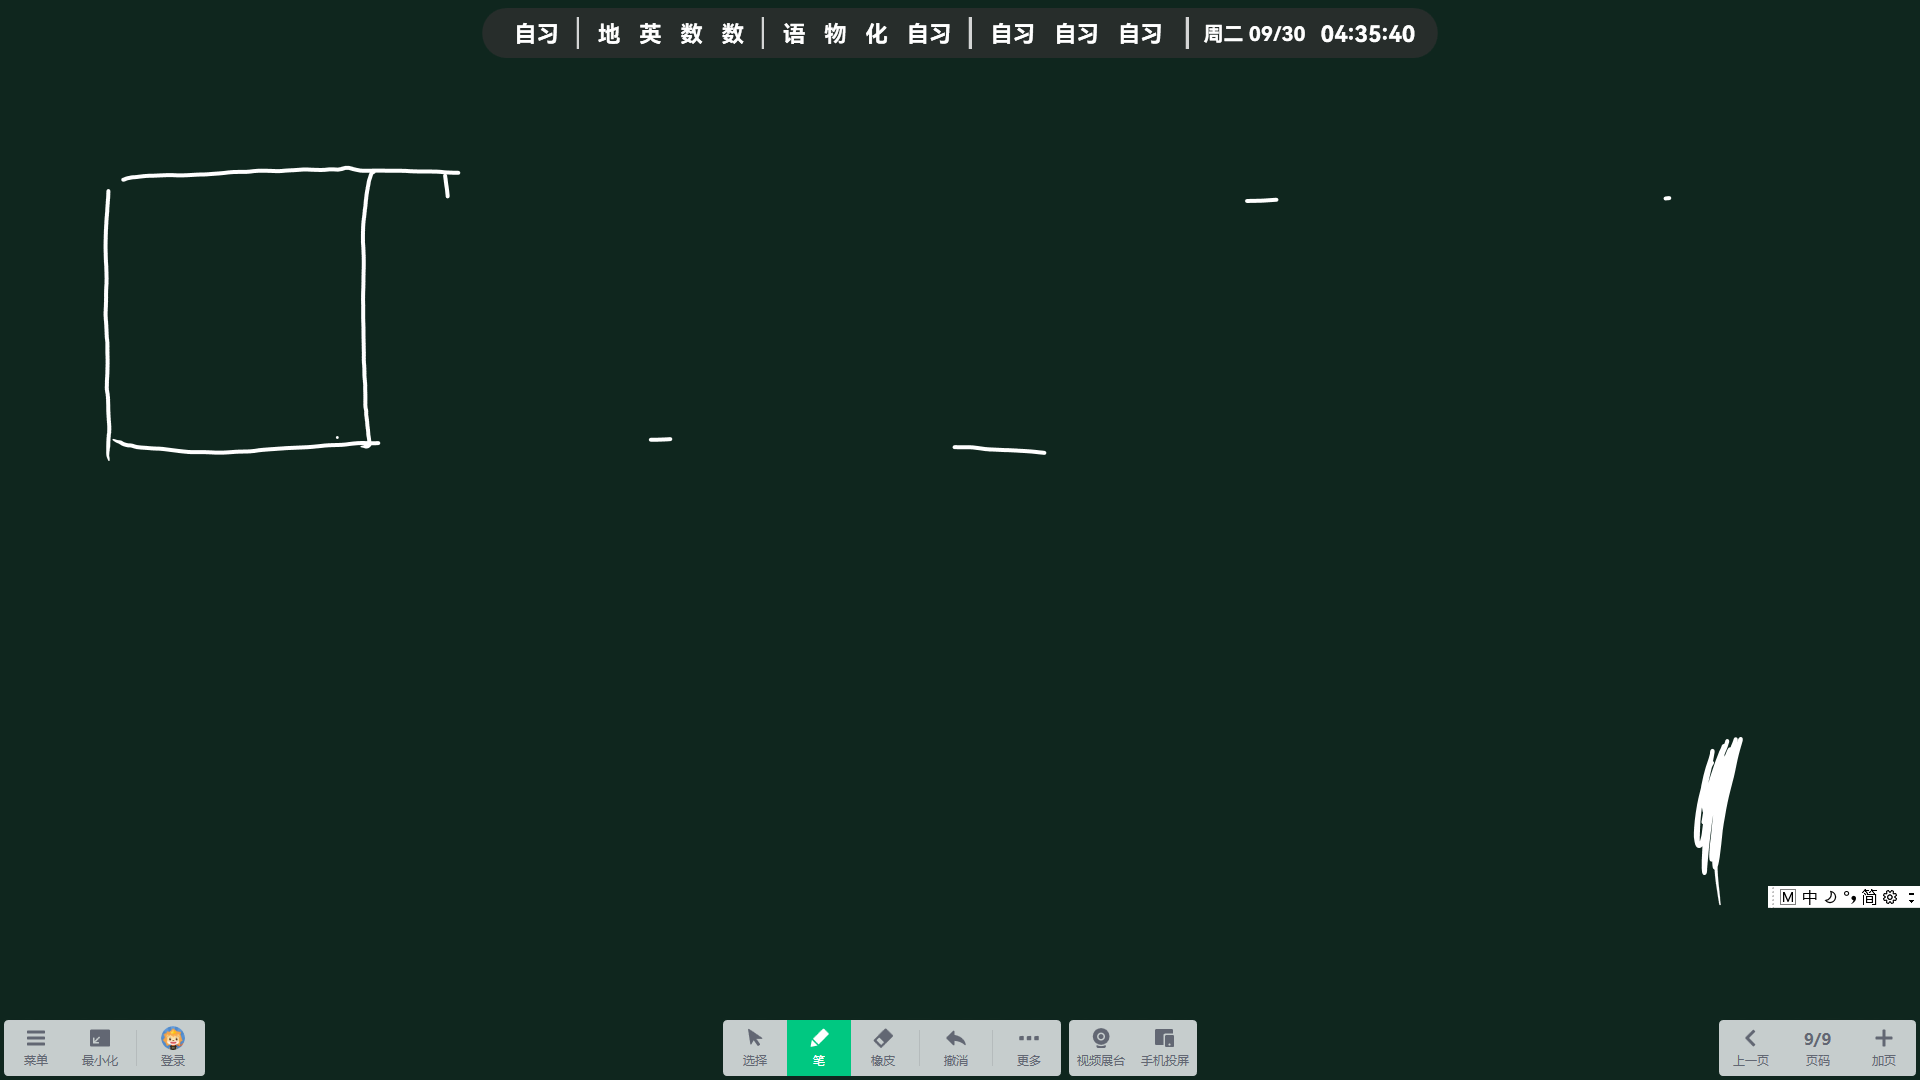 自习 | 地 英 数 数 | 语 物 化 自习 | 自习 自习 自习 | 周二 09/30 04:35:40
M 中 简
菜单 最小化 登录 选择 笔 橡皮 撤消 更多 视频展台 手机投屏 上一页 9/9 页码 加页